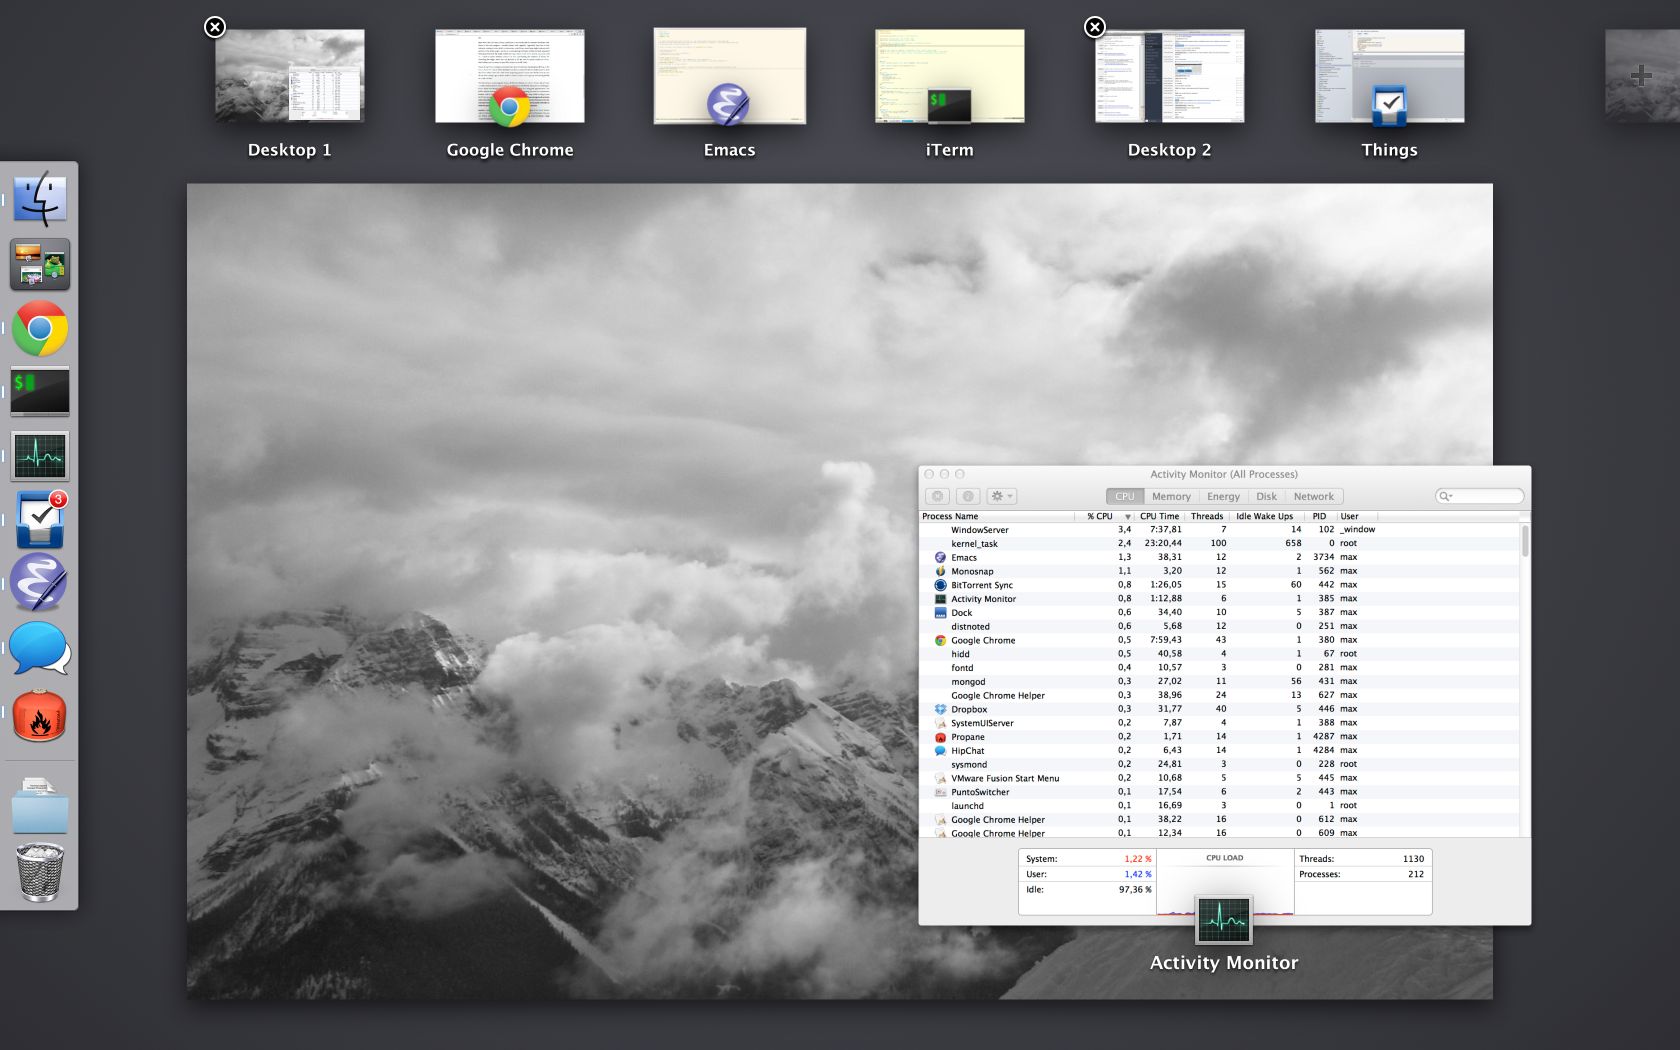 Desktop 1
Google Chrome
Emacs
iTerm
Desktop 2
Things
$
3
Activity Monitor (All Processes)
CPU Memory Energy Disk Network
Process Name % CPU CPU Time Threads Idle Wake Ups PID User
WindowServer 3,4 7:37,81 7 14 102 _window
kernel_task 2,4 23:20,44 100 658 0 root
Emacs 1,3 38,31 12 2 3734 max
Monosnap 1,1 3,20 12 1 562 max
BitTorrent Sync 0,8 1:26,05 15 60 442 max
Activity Monitor 0,8 1:12,88 6 1 385 max
Dock 0,6 34,40 10 5 387 max
distnoted 0,6 5,68 12 0 251 max
Google Chrome 0,5 7:59,43 43 1 380 max
hidd 0,5 40,58 4 1 67 root
fontd 0,4 10,57 3 0 281 max
mongod 0,3 27,02 11 56 431 max
Google Chrome Helper 0,3 38,96 24 13 627 max
Dropbox 0,3 31,77 40 5 446 max
SystemUIServer 0,2 7,87 4 1 388 max
Propane 0,2 1,71 14 1 4287 max
HipChat 0,2 6,43 14 1 4284 max
sysmond 0,2 24,81 3 0 228 root
VMware Fusion Start Menu 0,2 10,68 5 5 445 max
PuntoSwitcher 0,1 17,54 6 2 443 max
launchd 0,1 16,69 3 0 1 root
Google Chrome Helper 0,1 38,22 16 0 612 max
Google Chrome Helper 0,1 12,34 16 0 609 max
System: 1,22 % CPU LOAD Threads: 1130
User: 1,42 % Processes: 212
Idle: 97,36 %
Activity Monitor